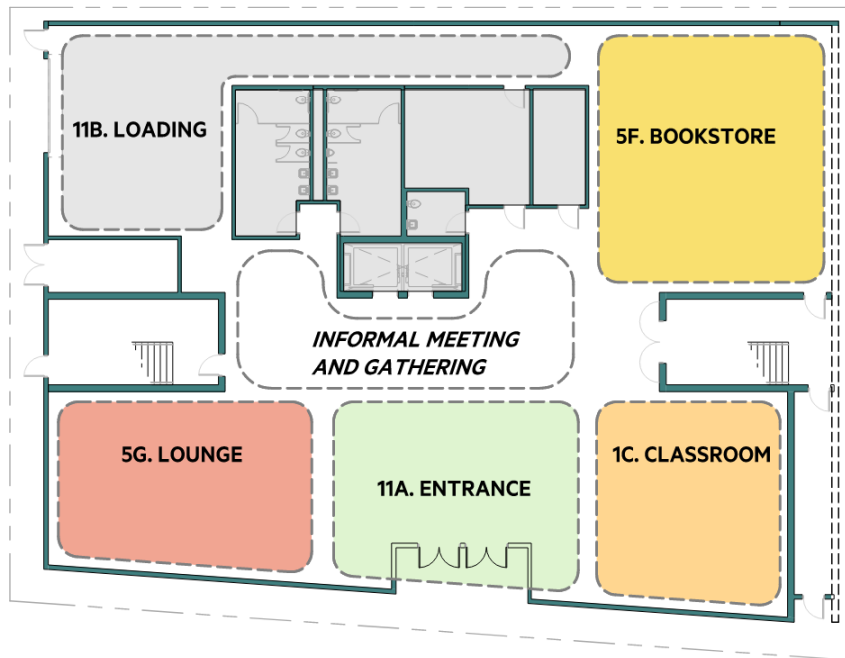 11B. LOADING
5F. BOOKSTORE
INFORMAL MEETING
AND GATHERING
5G. LOUNGE
11A. ENTRANCE
1C. CLASSROOM